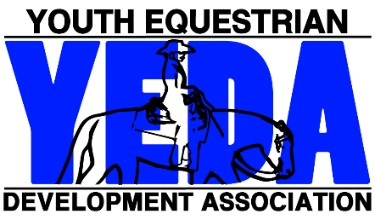 YOUTH EQUESTRIAN
YEDA
DEVELOPMENT ASSOCIATION